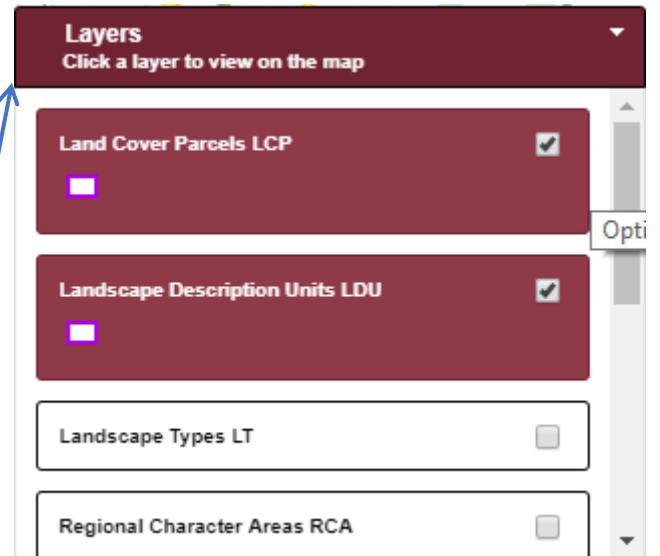 Layers
Click a layer to view on the map
Land Cover Parcels LCP
Opti
Landscape Description Units LDU
Landscape Types LT
Regional Character Areas RCA